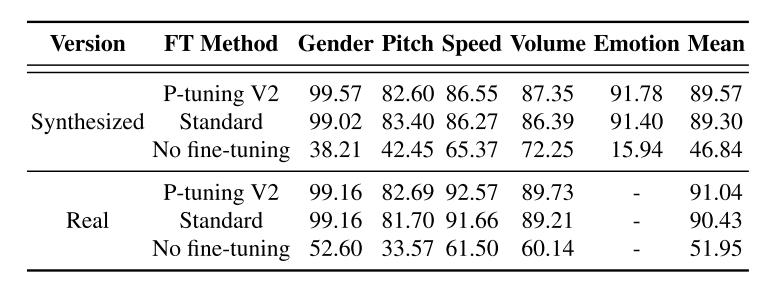 Version FT Method Gender Pitch Speed Volume Emotion Mean
P-tuning V2 99.57 82.60 86.55 87.35 91.78 89.57
Synthesized Standard 99.02 83.40 86.27 86.39 91.40 89.30
No fine-tuning 38.21 42.45 65.37 72.25 15.94 46.84
P-tuning V2 99.16 82.69 92.57 89.73 - 91.04
Real Standard 99.16 81.70 91.66 89.21 - 90.43
No fine-tuning 52.60 33.57 61.50 60.14 - 51.95